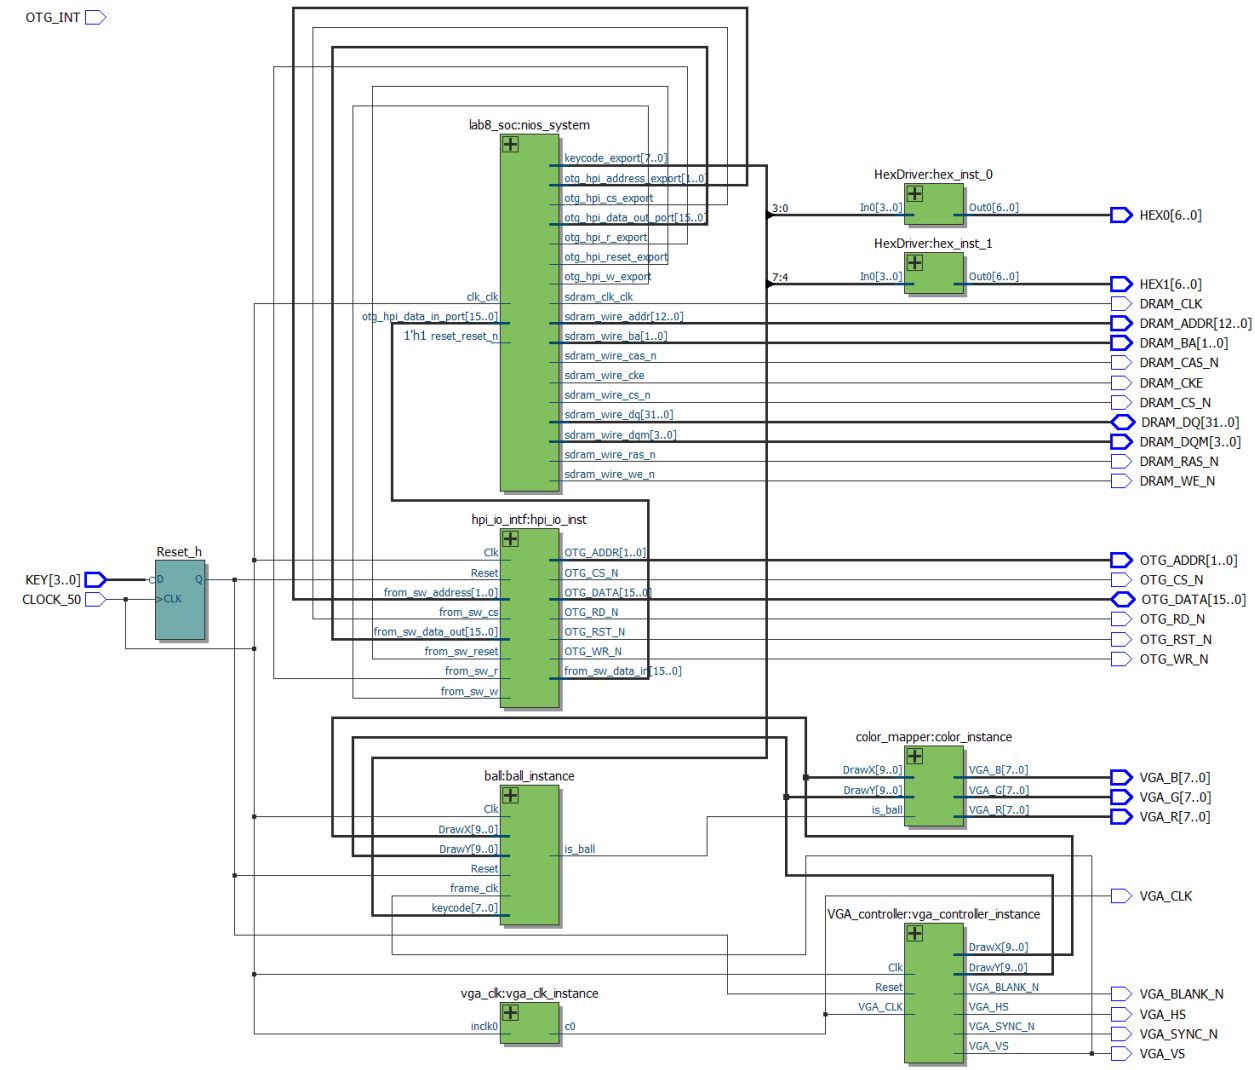 OTG_INT
lab8_soc:nios_system
keycode_export[7..0]
otg_hpi_address_export[1..0]
otg_hpi_cs_export
otg_hpi_data_out_port[15..0]
otg_hpi_r_export
otg_hpi_reset_export
otg_hpi_w_export
clk_clk
sdram_clk_clk
otg_hpi_data_in_port[15..0]
sdram_wire_addr[12..0]
1'h1 reset_reset_n
sdram_wire_ba[1..0]
sdram_wire_cas_n
sdram_wire_cke
sdram_wire_cs_n
sdram_wire_dq[31..0]
sdram_wire_dqm[3..0]
sdram_wire_ras_n
sdram_wire_we_n
HexDriver:hex_inst_0
3:0
In0[3..0]
Out0[6..0]
HEX0[6..0]
HexDriver:hex_inst_1
7:4
In0[3..0]
Out0[6..0]
HEX1[6..0]
DRAM_CLK
DRAM_ADDR[12..0]
DRAM_BA[1..0]
DRAM_CAS_N
DRAM_CKE
DRAM_CS_N
DRAM_DQ[31..0]
DRAM_DQM[3..0]
DRAM_RAS_N
DRAM_WE_N
Reset_h
KEY[3..0]
D
Q
CLOCK_50
CLK
hpi_io_intf:hpi_io_inst
Clk
OTG_ADDR[1..0]
Reset
OTG_CS_N
from_sw_address[1..0]
OTG_DATA[15..0]
from_sw_cs
OTG_RD_N
from_sw_data_out[15..0]
OTG_RST_N
from_sw_reset
OTG_WR_N
from_sw_r
from_sw_data_in[15..0]
from_sw_w
OTG_ADDR[1..0]
OTG_CS_N
OTG_DATA[15..0]
OTG_RD_N
OTG_RST_N
OTG_WR_N
ball:ball_instance
Clk
DrawX[9..0]
DrawY[9..0]
is_ball
Reset
frame_clk
keycode[7..0]
color_mapper:color_instance
DrawX[9..0]
VGA_B[7..0]
DrawY[9..0]
VGA_G[7..0]
is_ball
VGA_R[7..0]
VGA_B[7..0]
VGA_G[7..0]
VGA_R[7..0]
VGA_CLK
vga_clk:vga_clk_instance
inclk0
c0
VGA_controller:vga_controller_instance
DrawX[9..0]
Clk
DrawY[9..0]
Reset
VGA_BLANK_N
VGA_CLK
VGA_HS
VGA_SYNC_N
VGA_VS
VGA_BLANK_N
VGA_HS
VGA_SYNC_N
VGA_VS